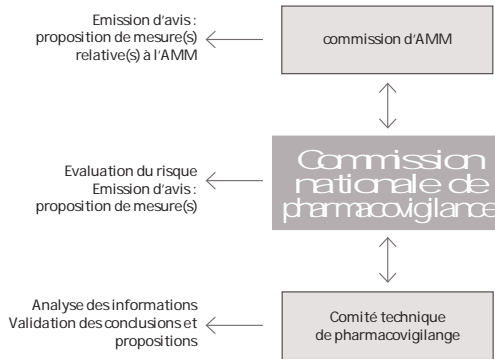 Emission d'avis :
proposition de mesure(s)
relative(s) à l'AMM
commission d'AMM
Evaluation du risque
Emission d'avis :
proposition de mesure(s)
Commission
nationale de
pharmacovigilance
Analyse des informations
Validation des conclusions et
propositions
Comité technique
de pharmacovigilange